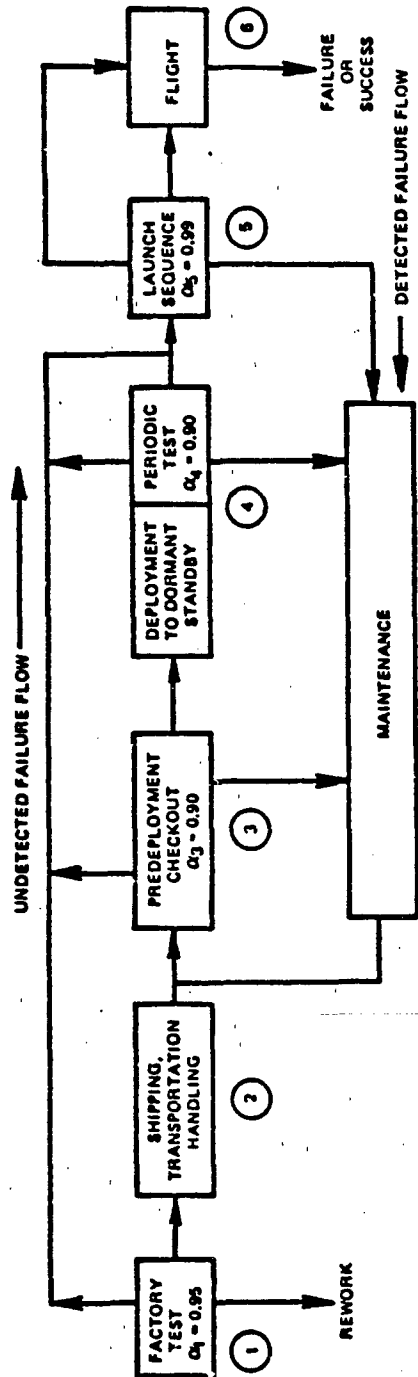 UNDETECTED FAILURE FLOW
FACTORY
TEST
α₁ = 0.95
SHIPPING,
TRANSPORTATION
HANDLING
PREDEPLOYMENT
CHECKOUT
α₃ = 0.90
DEPLOYMENT
TO DORMANT
STANDBY
PERIODIC
TEST
α₄ = 0.90
LAUNCH
SEQUENCE
α₅ = 0.99
FLIGHT
1
2
3
4
5
6
REWORK
MAINTENANCE
FAILURE
OR
SUCCESS
DETECTED FAILURE FLOW